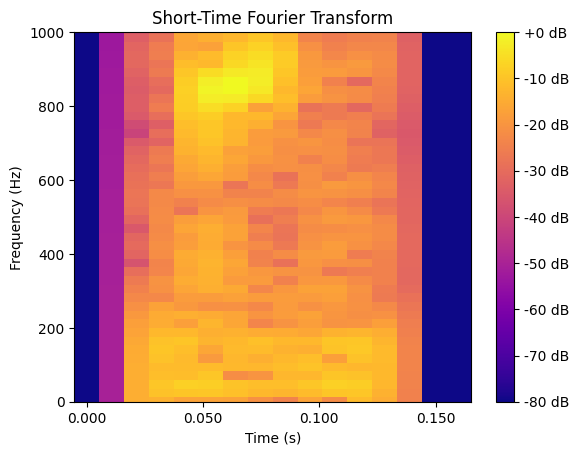 Short-Time Fourier Transform
1000
800
600
400
200
0
Frequency (Hz)
0.000
0.050
0.100
0.150
Time (s)
+0 dB
-10 dB
-20 dB
-30 dB
-40 dB
-50 dB
-60 dB
-70 dB
-80 dB